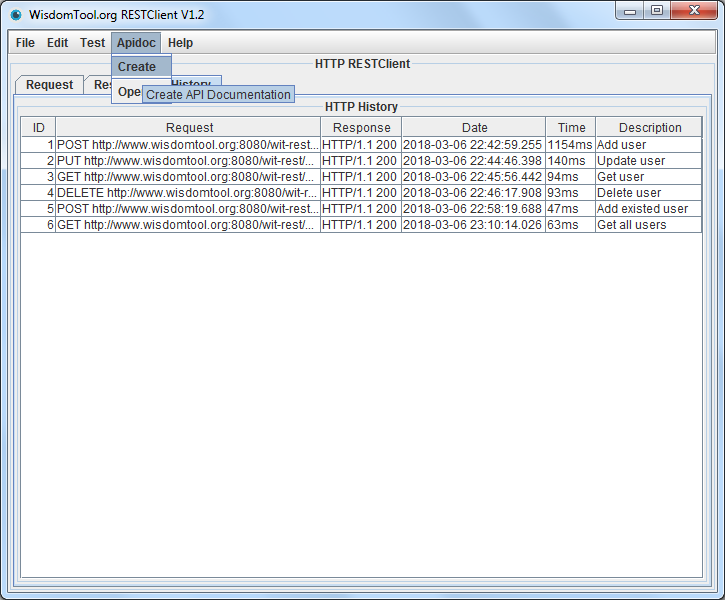 WisdomTool.org RESTClient V1.2
File Edit Test Apidoc Help
Create
HTTP RESTClient
Request Res History
Ope
Create API Documentation
HTTP History
ID Request Response Date Time Description
1 POST http://www.wisdomtool.org:8080/wit-rest... HTTP/1.1 200 2018-03-06 22:42:59.255 1154ms Add user
2 PUT http://www.wisdomtool.org:8080/wit-rest/... HTTP/1.1 200 2018-03-06 22:44:46.398 140ms Update user
3 GET http://www.wisdomtool.org:8080/wit-rest/... HTTP/1.1 200 2018-03-06 22:45:56.442 94ms Get user
4 DELETE http://www.wisdomtool.org:8080/wit-r... HTTP/1.1 200 2018-03-06 22:46:17.908 93ms Delete user
5 POST http://www.wisdomtool.org:8080/wit-rest... HTTP/1.1 200 2018-03-06 22:58:19.688 47ms Add existed user
6 GET http://www.wisdomtool.org:8080/wit-rest/... HTTP/1.1 200 2018-03-06 23:10:14.026 63ms Get all users